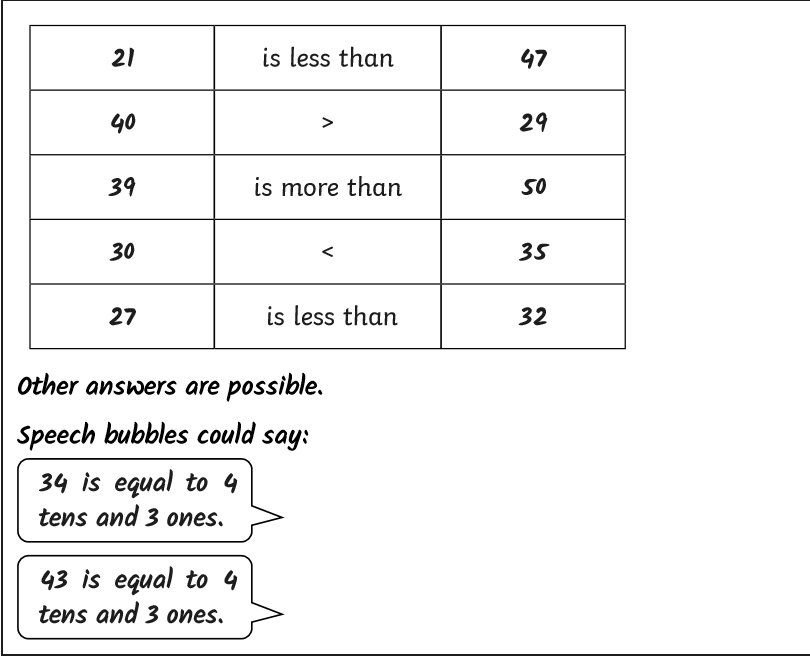 21 is less than 47
40 > 29
39 is more than 50
30 < 35
27 is less than 32
Other answers are possible.
Speech bubbles could say:
34 is equal to 4
tens and 3 ones.
43 is equal to 4
tens and 3 ones.